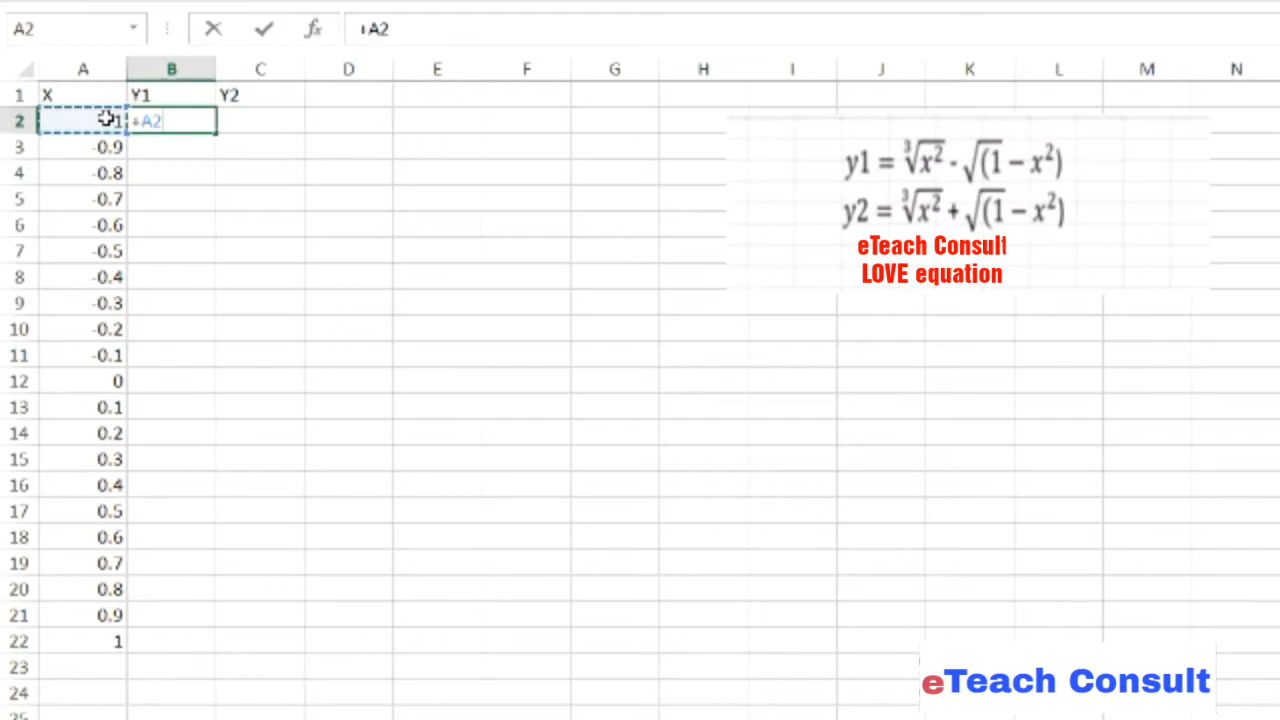 A2 fx +A2
A B C D E F G H I J K L M N
1 X Y1 Y2
2 1 +A2
3 -0.9
4 -0.8
5 -0.7
6 -0.6
7 -0.5
8 -0.4
9 -0.3
10 -0.2
11 -0.1
12 0
13 0.1
14 0.2
15 0.3
16 0.4
17 0.5
18 0.6
19 0.7
20 0.8
21 0.9
22 1
23
24
25
y1 = ∛x² - √(1 − x²)
y2 = ∛x² + √(1 − x²)
eTeach Consult
LOVE equation
eTeach Consult